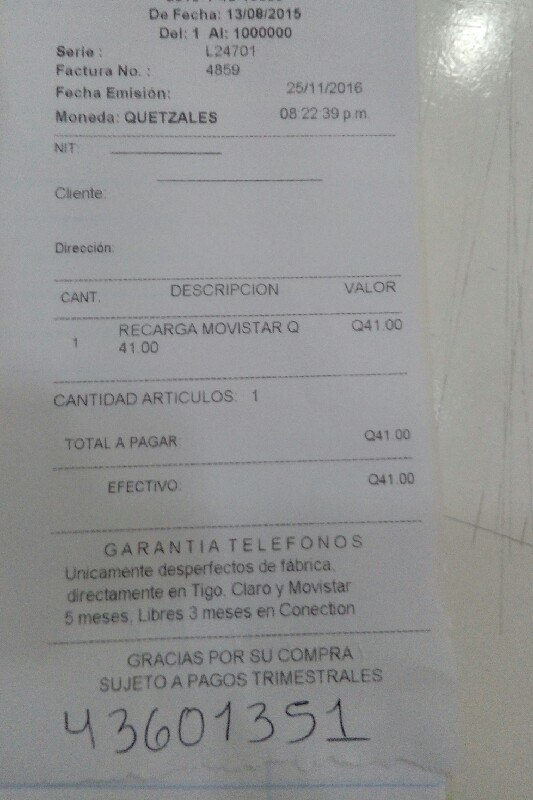 De Fecha: 13/08/2015
Del: 1 Al: 1000000
Serie : L24701
Factura No. : 4859
Fecha Emisión: 25/11/2016
Moneda: QUETZALES 08:22:39 p.m.
NIT:
Cliente:
Dirección:
CANT. DESCRIPCION VALOR
1 RECARGA MOVISTAR Q Q41.00
41.00
CANTIDAD ARTICULOS: 1
TOTAL A PAGAR Q41.00
EFECTIVO: Q41.00
GARANTIA TELEFONOS
Unicamente desperfectos de fábrica,
directamente en Tigo, Claro y Movistar
5 meses, Libres 3 meses en Conection
GRACIAS POR SU COMPRA
SUJETO A PAGOS TRIMESTRALES
43601351